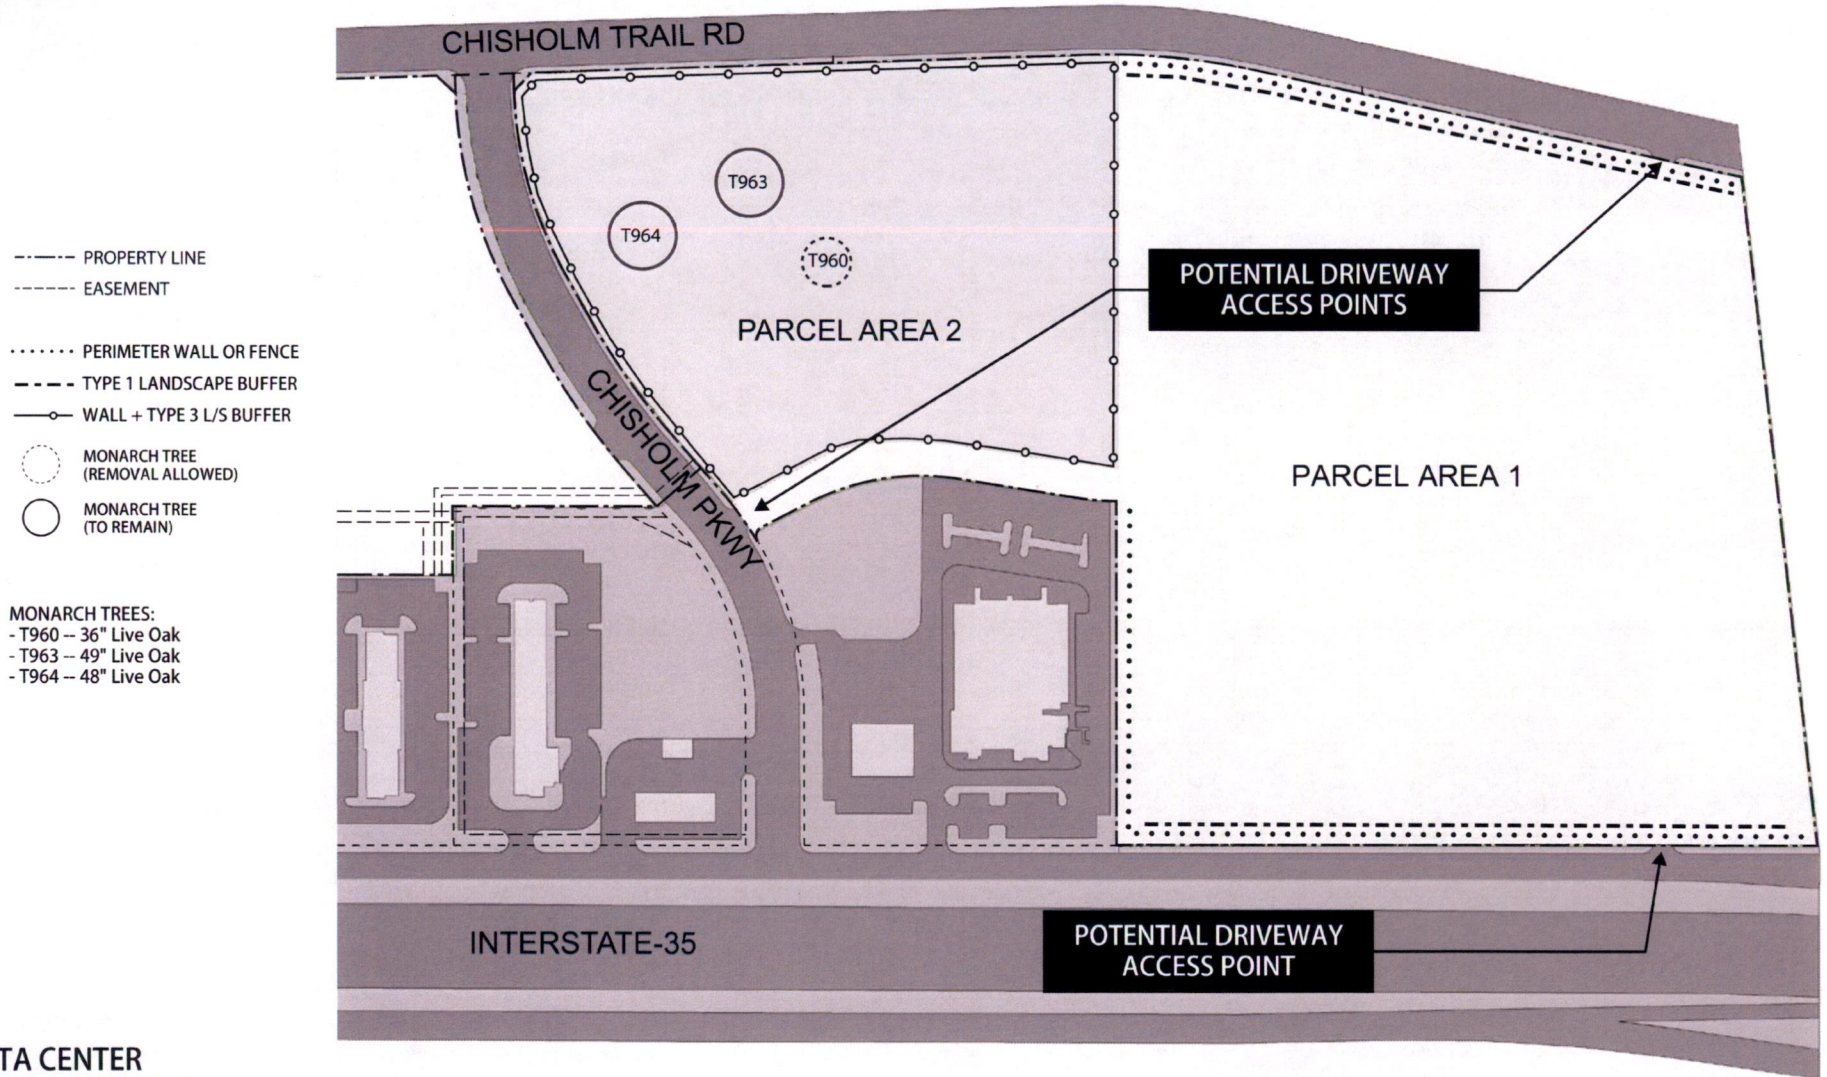 CHISHOLM TRAIL RD
T963
T964
T960
PROPERTY LINE
EASEMENT
PERIMETER WALL OR FENCE
TYPE 1 LANDSCAPE BUFFER
WALL + TYPE 3 L/S BUFFER
MONARCH TREE
(REMOVAL ALLOWED)
MONARCH TREE
(TO REMAIN)
MONARCH TREES:
- T960 -- 36" Live Oak
- T963 -- 49" Live Oak
- T964 -- 48" Live Oak
POTENTIAL DRIVEWAY
ACCESS POINTS
PARCEL AREA 2
CHISHOLM PKWY
PARCEL AREA 1
INTERSTATE-35
POTENTIAL DRIVEWAY
ACCESS POINT
TA CENTER